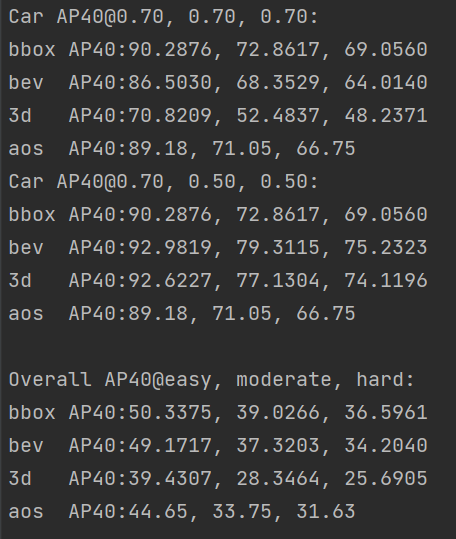 Car AP40@0.70, 0.70, 0.70:
bbox AP40:90.2876, 72.8617, 69.0560
bev  AP40:86.5030, 68.3529, 64.0140
3d   AP40:70.8209, 52.4837, 48.2371
aos  AP40:89.18, 71.05, 66.75
Car AP40@0.70, 0.50, 0.50:
bbox AP40:90.2876, 72.8617, 69.0560
bev  AP40:92.9819, 79.3115, 75.2323
3d   AP40:92.6227, 77.1304, 74.1196
aos  AP40:89.18, 71.05, 66.75

Overall AP40@easy, moderate, hard:
bbox AP40:50.3375, 39.0266, 36.5961
bev  AP40:49.1717, 37.3203, 34.2040
3d   AP40:39.4307, 28.3464, 25.6905
aos  AP40:44.65, 33.75, 31.63